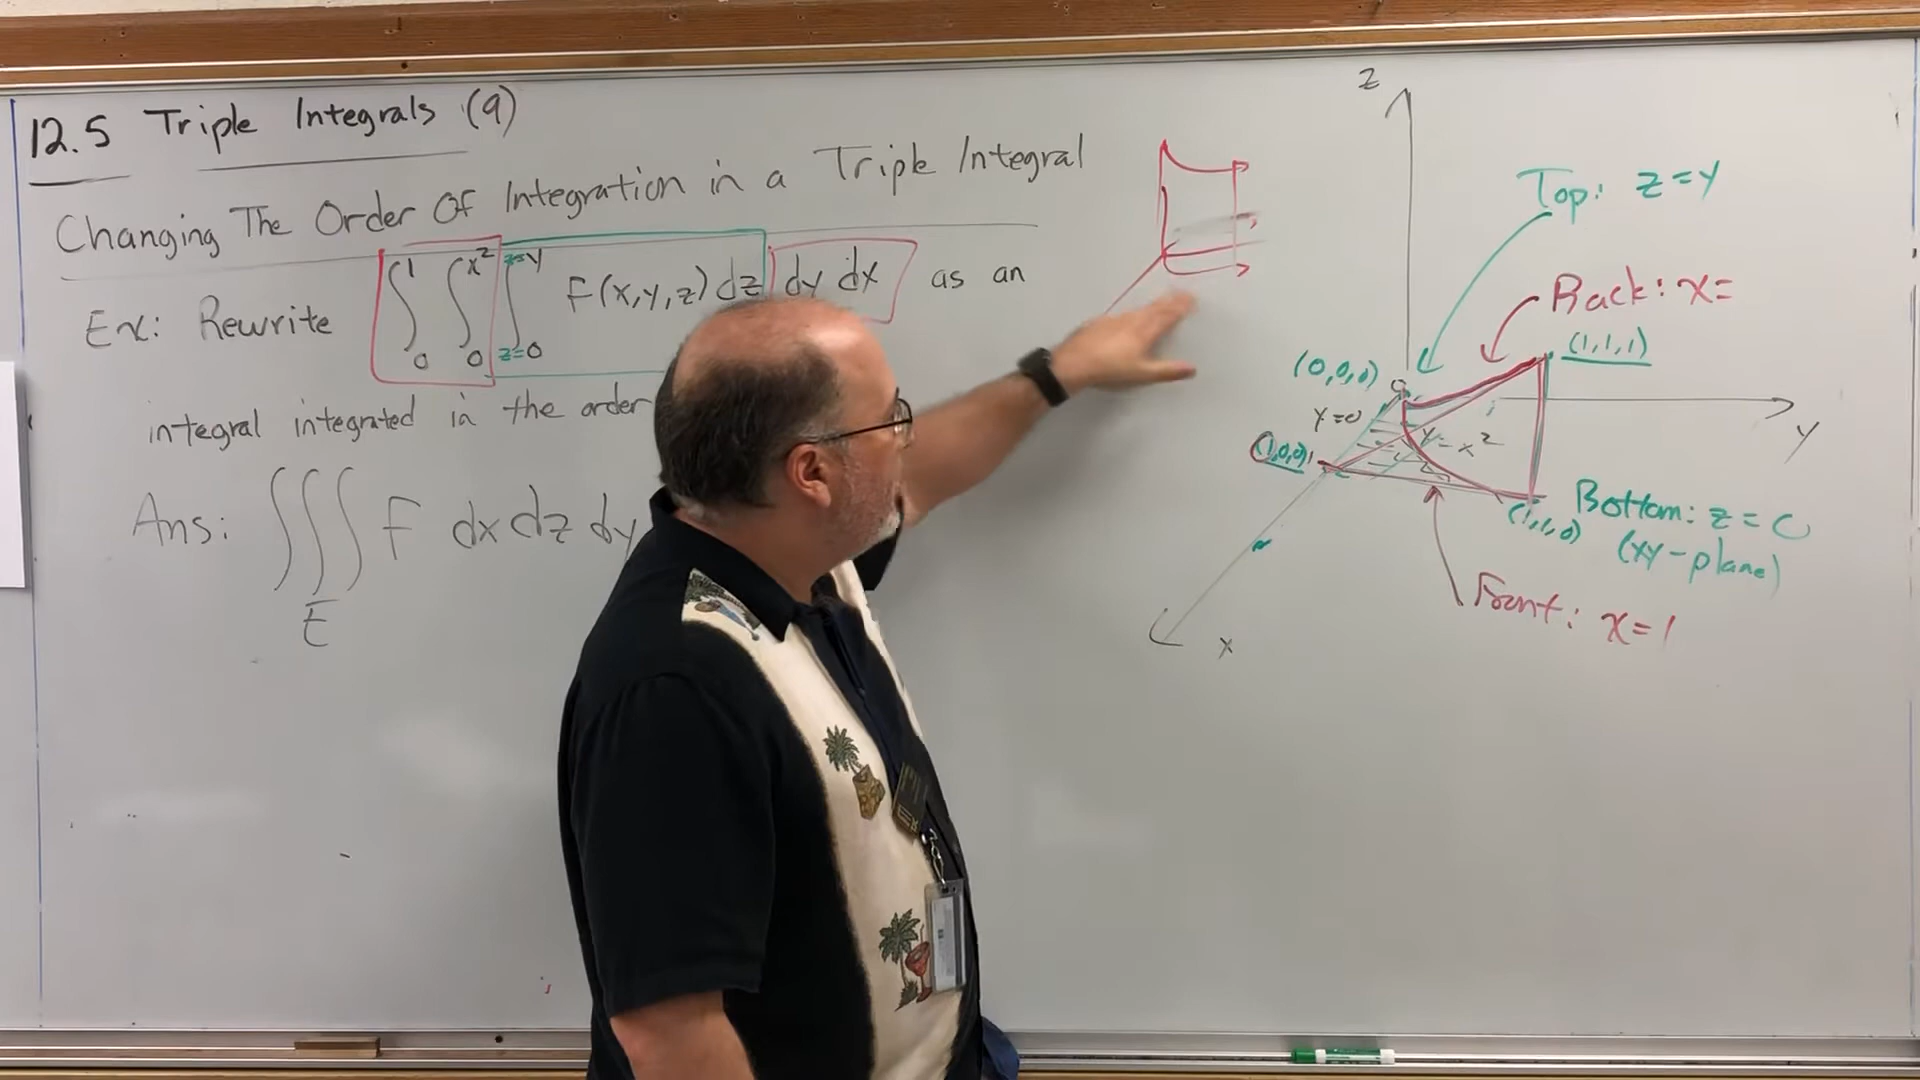 12.5 Triple Integrals (9)
Changing The Order Of Integration in a Triple Integral
Ex: Rewrite ∫₀¹ ∫₀^x² ∫_z=0^z=y f(x,y,z) dz dy dx as an
integral integrated in the order
Ans: ∭_E f dx dz dy
z
Top: z=y
Back: x=
(1,1,1)
(0,0,0)
y=0
y=x²
y
(1,0,0)
(1,1,0)
Bottom: z=0
(xy-plane)
Front: x=1
x